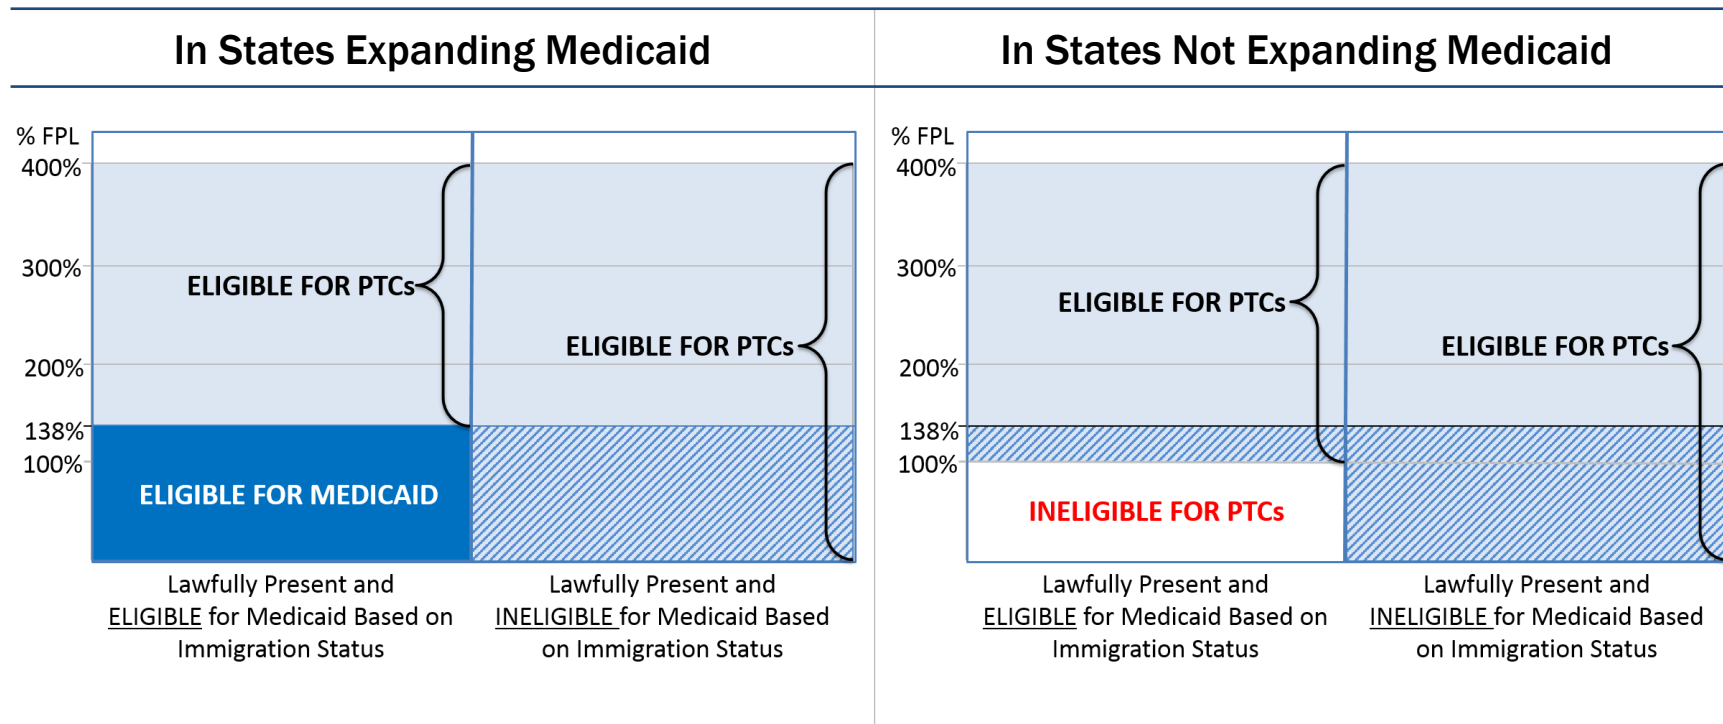 In States Expanding Medicaid
In States Not Expanding Medicaid
% FPL
400%
300%
200%
138%
100%
ELIGIBLE FOR PTCs
ELIGIBLE FOR PTCs
ELIGIBLE FOR MEDICAID
Lawfully Present and
ELIGIBLE for Medicaid Based on
Immigration Status
Lawfully Present and
INELIGIBLE for Medicaid Based
on Immigration Status
% FPL
400%
300%
200%
138%
100%
ELIGIBLE FOR PTCs
ELIGIBLE FOR PTCs
INELIGIBLE FOR PTCs
Lawfully Present and
ELIGIBLE for Medicaid Based on
Immigration Status
Lawfully Present and
INELIGIBLE for Medicaid Based
on Immigration Status